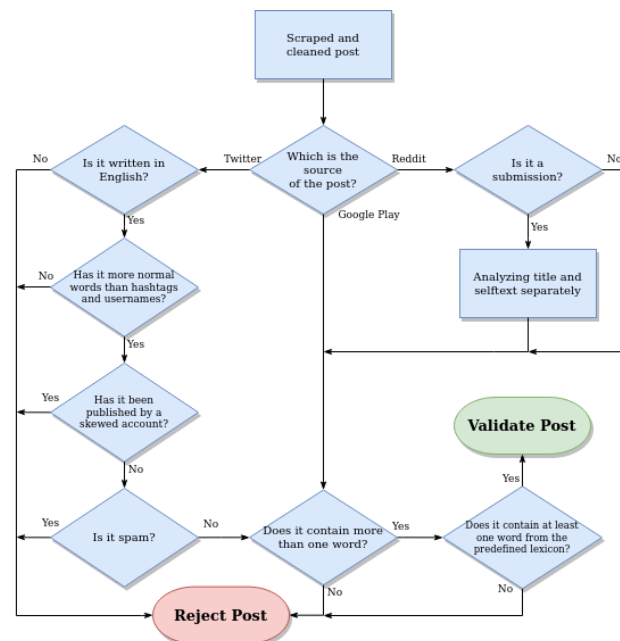 Scraped and
cleaned post
No
Is it written in
English?
Twitter
Which is the
source
of the post?
Reddit
Is it a
submission?
No
Yes
Google Play
Yes
No
Has it more normal
words than hashtags
and usernames?
Analyzing title and
selftext separately
Yes
Yes
Has it been
published by a
skewed account?
Validate Post
No
Yes
Yes
Is it spam?
No
Does it contain more
than one word?
Yes
Does it contain at least
one word from the
predefined lexicon?
No
No
Reject Post